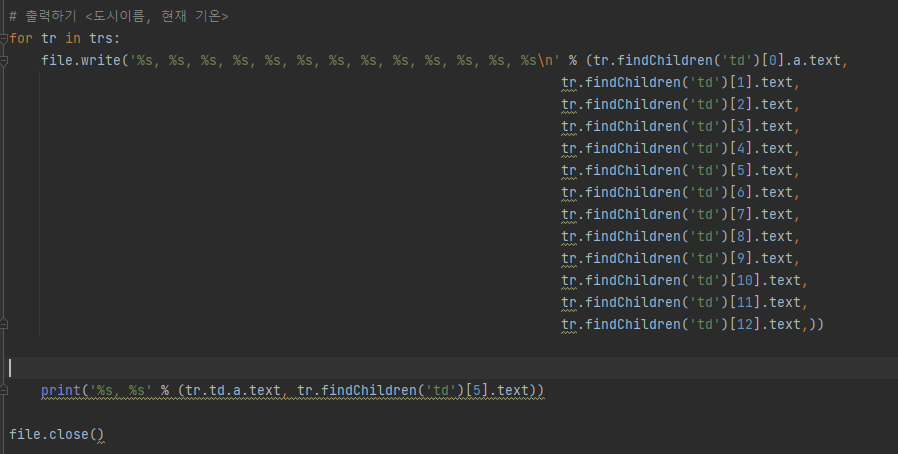 # 출력하기 <도시이름, 현재 기온>
for tr in trs:
    file.write('%s, %s, %s, %s, %s, %s, %s, %s, %s, %s, %s, %s, %s\n' % (tr.findChildren('td')[0].a.text,
                                                                 tr.findChildren('td')[1].text,
                                                                 tr.findChildren('td')[2].text,
                                                                 tr.findChildren('td')[3].text,
                                                                 tr.findChildren('td')[4].text,
                                                                 tr.findChildren('td')[5].text,
                                                                 tr.findChildren('td')[6].text,
                                                                 tr.findChildren('td')[7].text,
                                                                 tr.findChildren('td')[8].text,
                                                                 tr.findChildren('td')[9].text,
                                                                 tr.findChildren('td')[10].text,
                                                                 tr.findChildren('td')[11].text,
                                                                 tr.findChildren('td')[12].text,))
    print('%s, %s' % (tr.td.a.text, tr.findChildren('td')[5].text))
file.close()